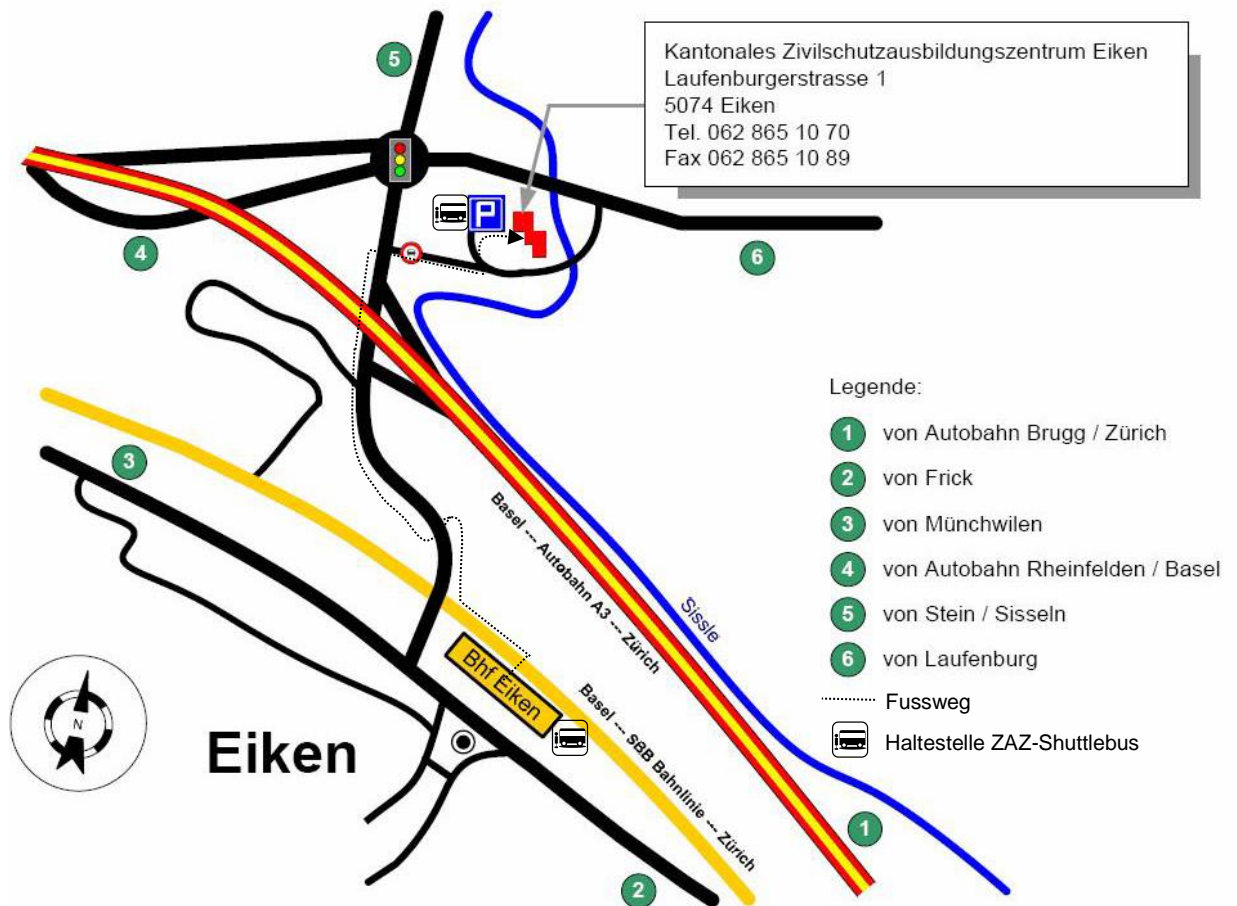 5
Kantonales Zivilschutzausbildungszentrum Eiken
Laufenburgerstrasse 1
5074 Eiken
Tel. 062 865 10 70
Fax 062 865 10 89
P
4
6
3
Legende:
1 von Autobahn Brugg / Zürich
2 von Frick
3 von Münchwilen
4 von Autobahn Rheinfelden / Basel
5 von Stein / Sisseln
6 von Laufenburg
Fussweg
Haltestelle ZAZ-Shuttlebus
Basel --- Autobahn A3 --- Zürich
Sissle
Bhf Eiken
Basel --- SBB Bahnlinie --- Zürich
N
Eiken
1
2